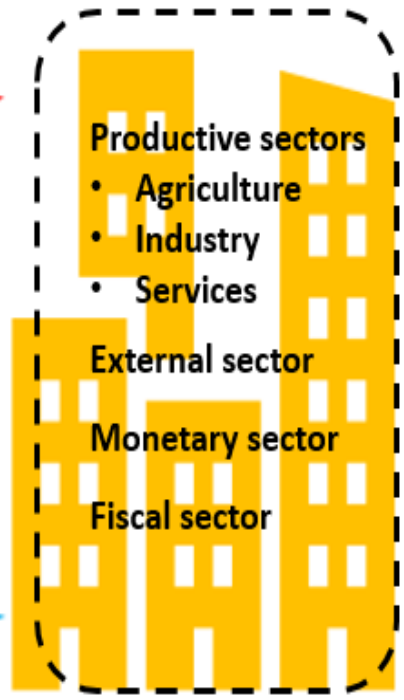 Productive sectors
• Agriculture
• Industry
• Services
External sector
Monetary sector
Fiscal sector